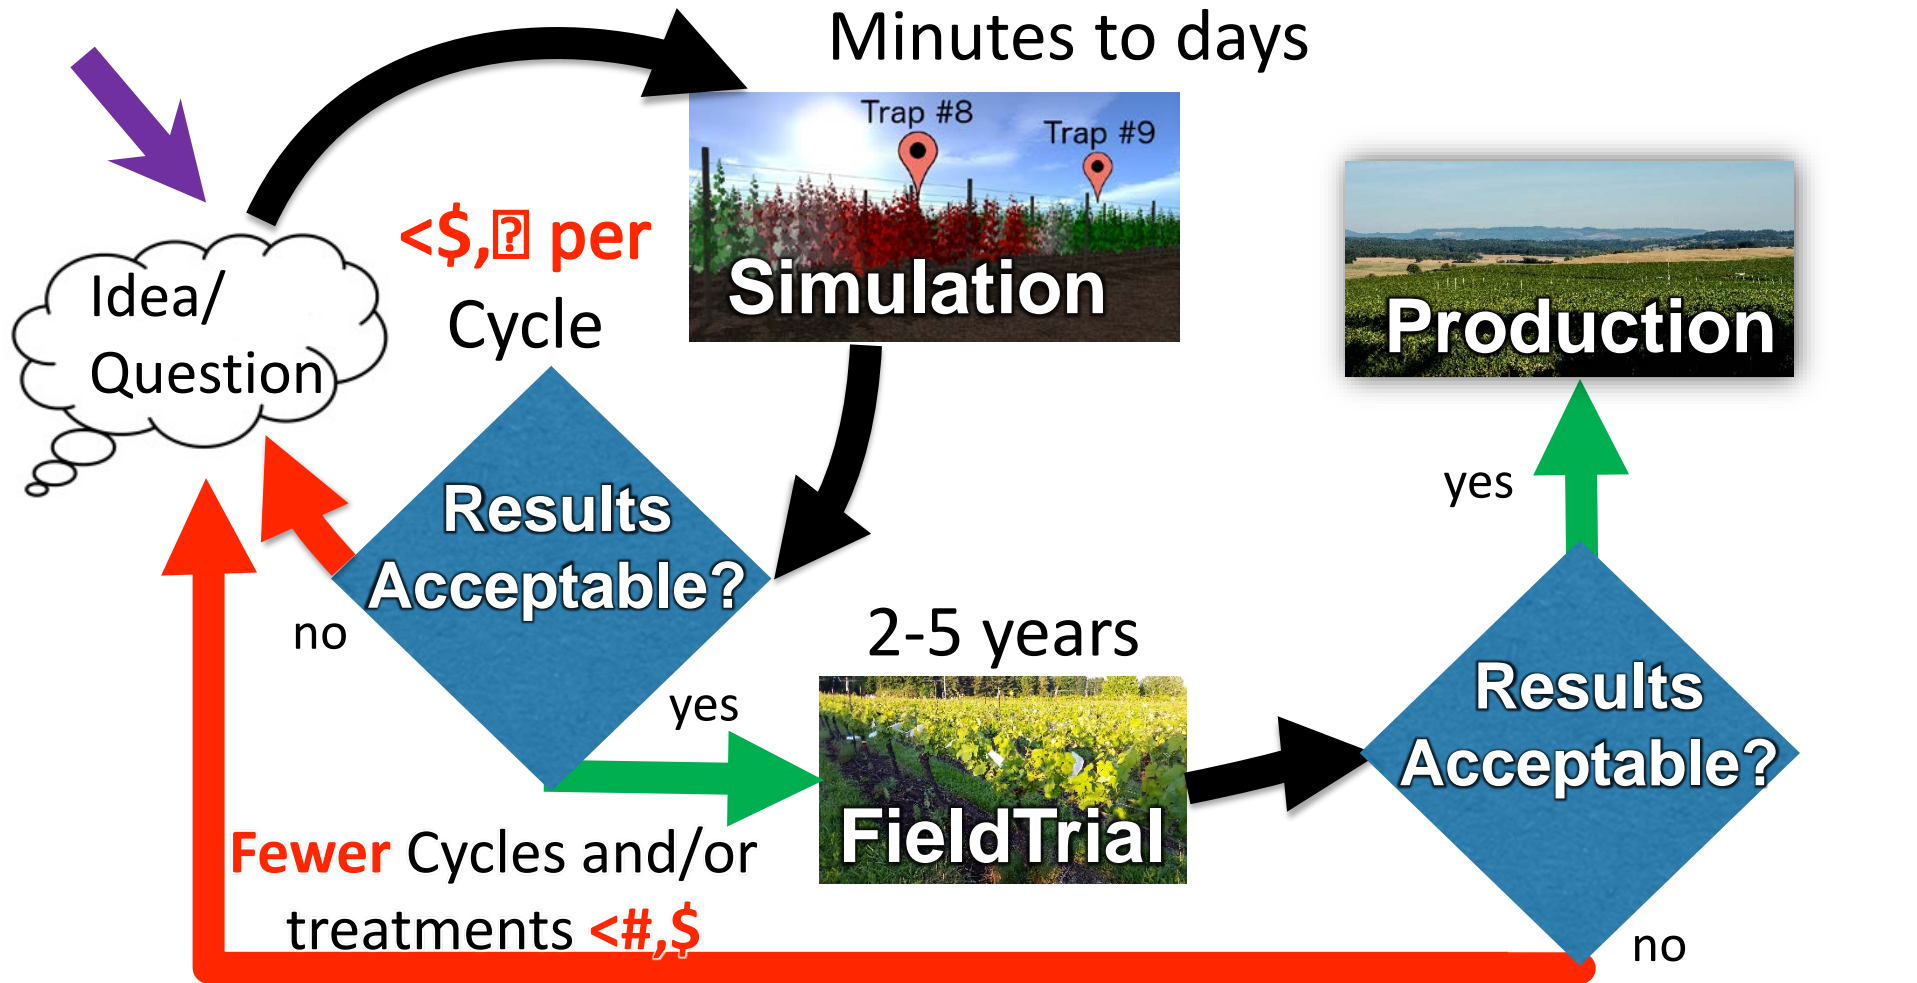 Minutes to days
Trap #8
Trap #9
Simulation
<$,⍰ per
Cycle
Idea/
Question
Production
Results
Acceptable?
no
yes
2-5 years
FieldTrial
Fewer Cycles and/or
treatments <#,$
yes
Results
Acceptable?
no